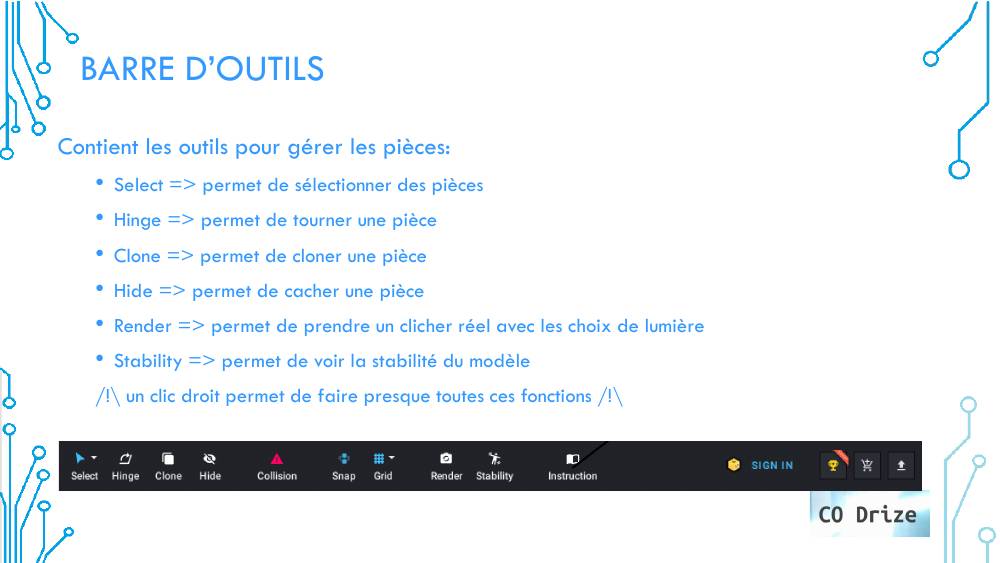 BARRE D’OUTILS
Contient les outils pour gérer les pièces:
• Select => permet de sélectionner des pièces
• Hinge => permet de tourner une pièce
• Clone => permet de cloner une pièce
• Hide => permet de cacher une pièce
• Render => permet de prendre un clicher réel avec les choix de lumière
• Stability => permet de voir la stabilité du modèle
/!\ un clic droit permet de faire presque toutes ces fonctions /!\
Select Hinge Clone Hide Collision Snap Grid Render Stability Instruction SIGN IN
CO Drize